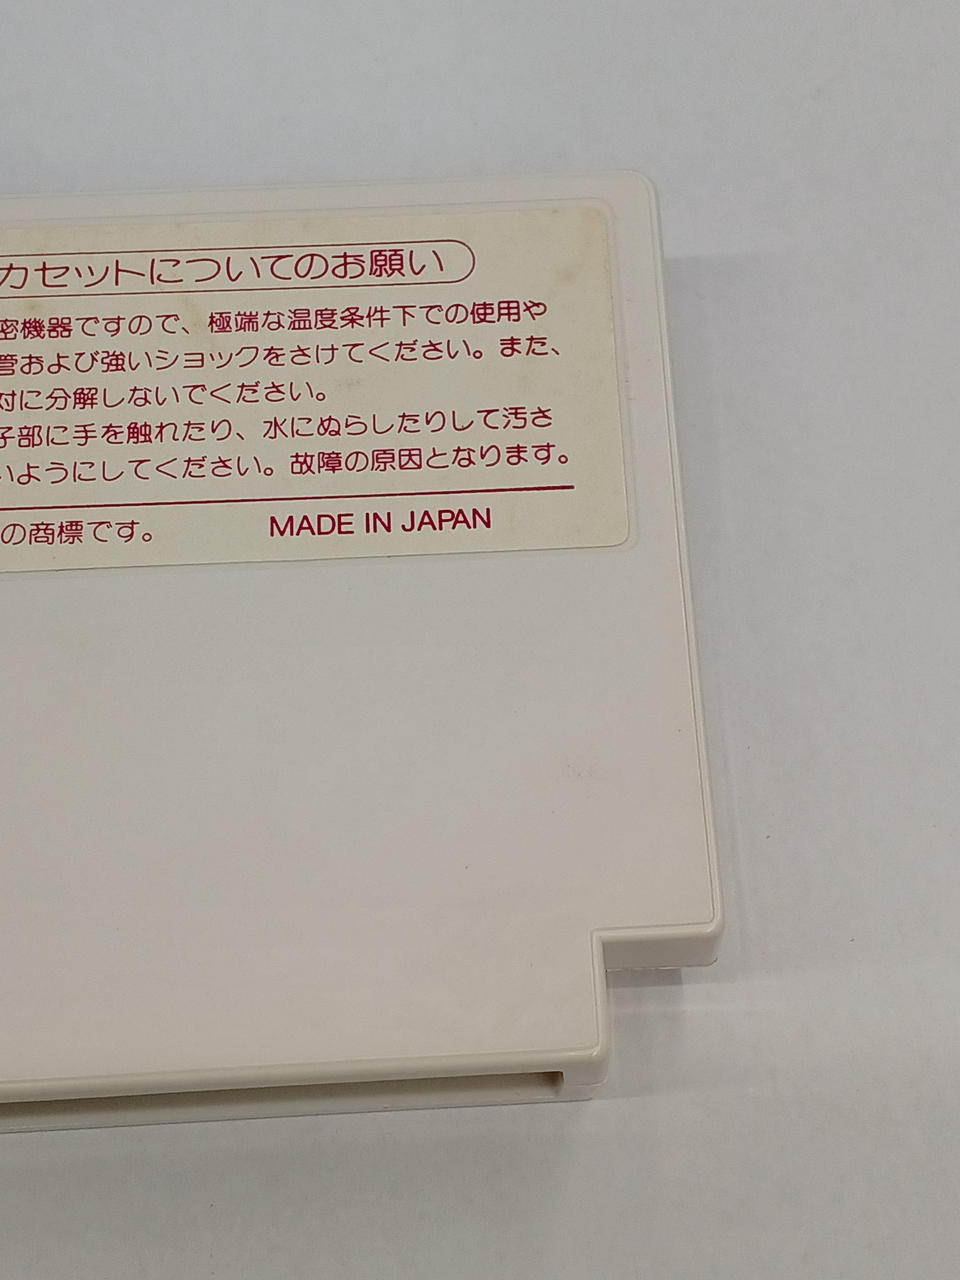 カセットについてのお願い
密機器ですので、極端な温度条件下での使用や
管および強いショックをさけてください。また、
対に分解しないでください。
子部に手を触れたり、水にぬらしたりして汚さ
いようにしてください。故障の原因となります。
の商標です。 MADE IN JAPAN